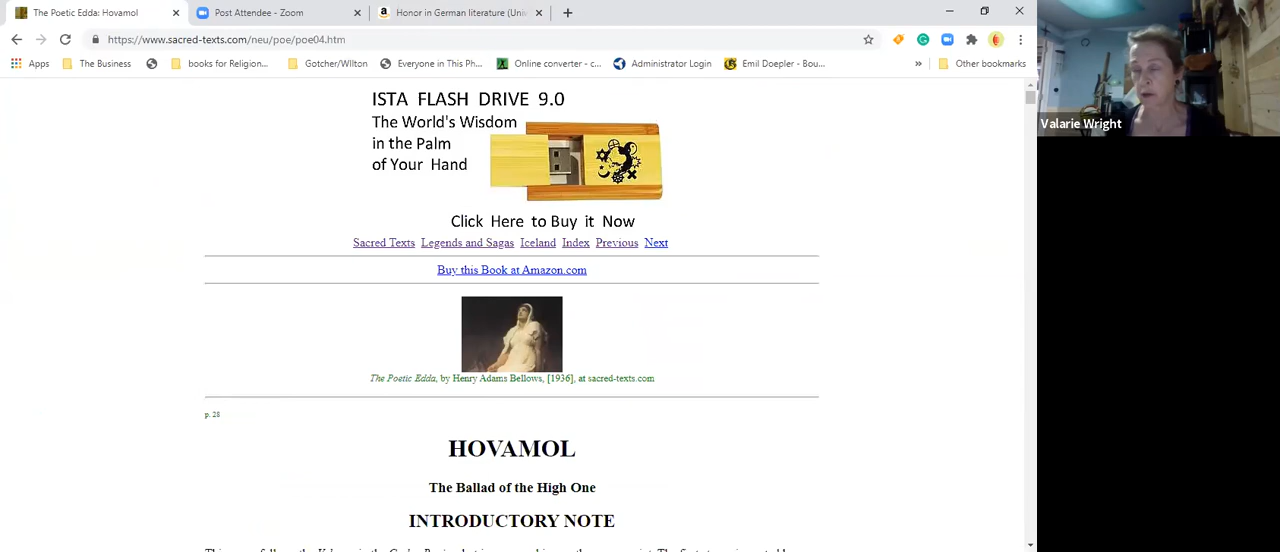 The Poetic Edda: Hovamol
Post Attendee - Zoom
Honor in German literature (Univ
https://www.sacred-texts.com/neu/poe/poe04.htm
Apps
The Business
books for Religion...
Gotcher/Wilton
Everyone in This Ph...
Online converter - c...
Administrator Login
Emil Doepler - Bou...
»
Other bookmarks
Valarie Wright
ISTA FLASH DRIVE 9.0
The World's Wisdom
in the Palm
of Your Hand
Click Here to Buy it Now
Sacred Texts Legends and Sagas Iceland Index Previous Next
Buy this Book at Amazon.com
The Poetic Edda, by Henry Adams Bellows, [1936], at sacred-texts.com
p. 28
HOVAMOL
The Ballad of the High One
INTRODUCTORY NOTE